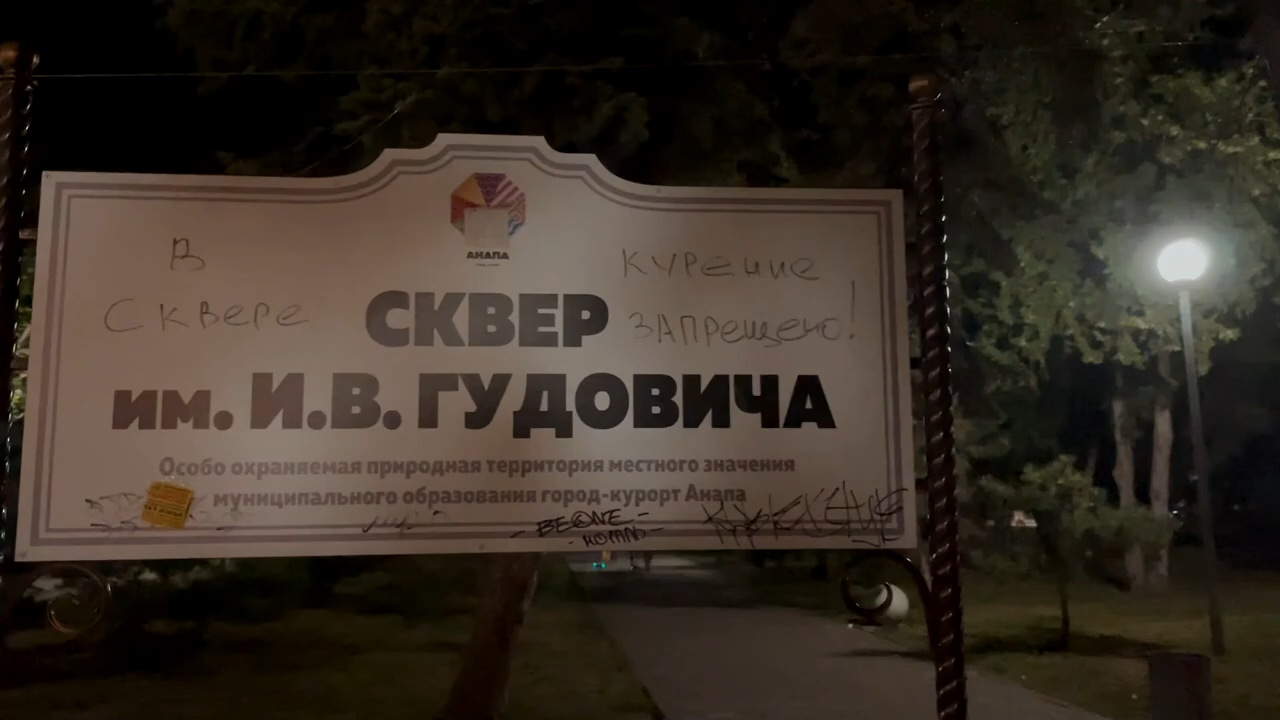 АНАПА
В
СКВЕРЕ
КУРЕНИЕ
ЗАПРЕЩЕНО!
СКВЕР
им. И.В. ГУДОВИЧА
Особо охраняемая природная территория местного значения
муниципального образования город-курорт Анапа